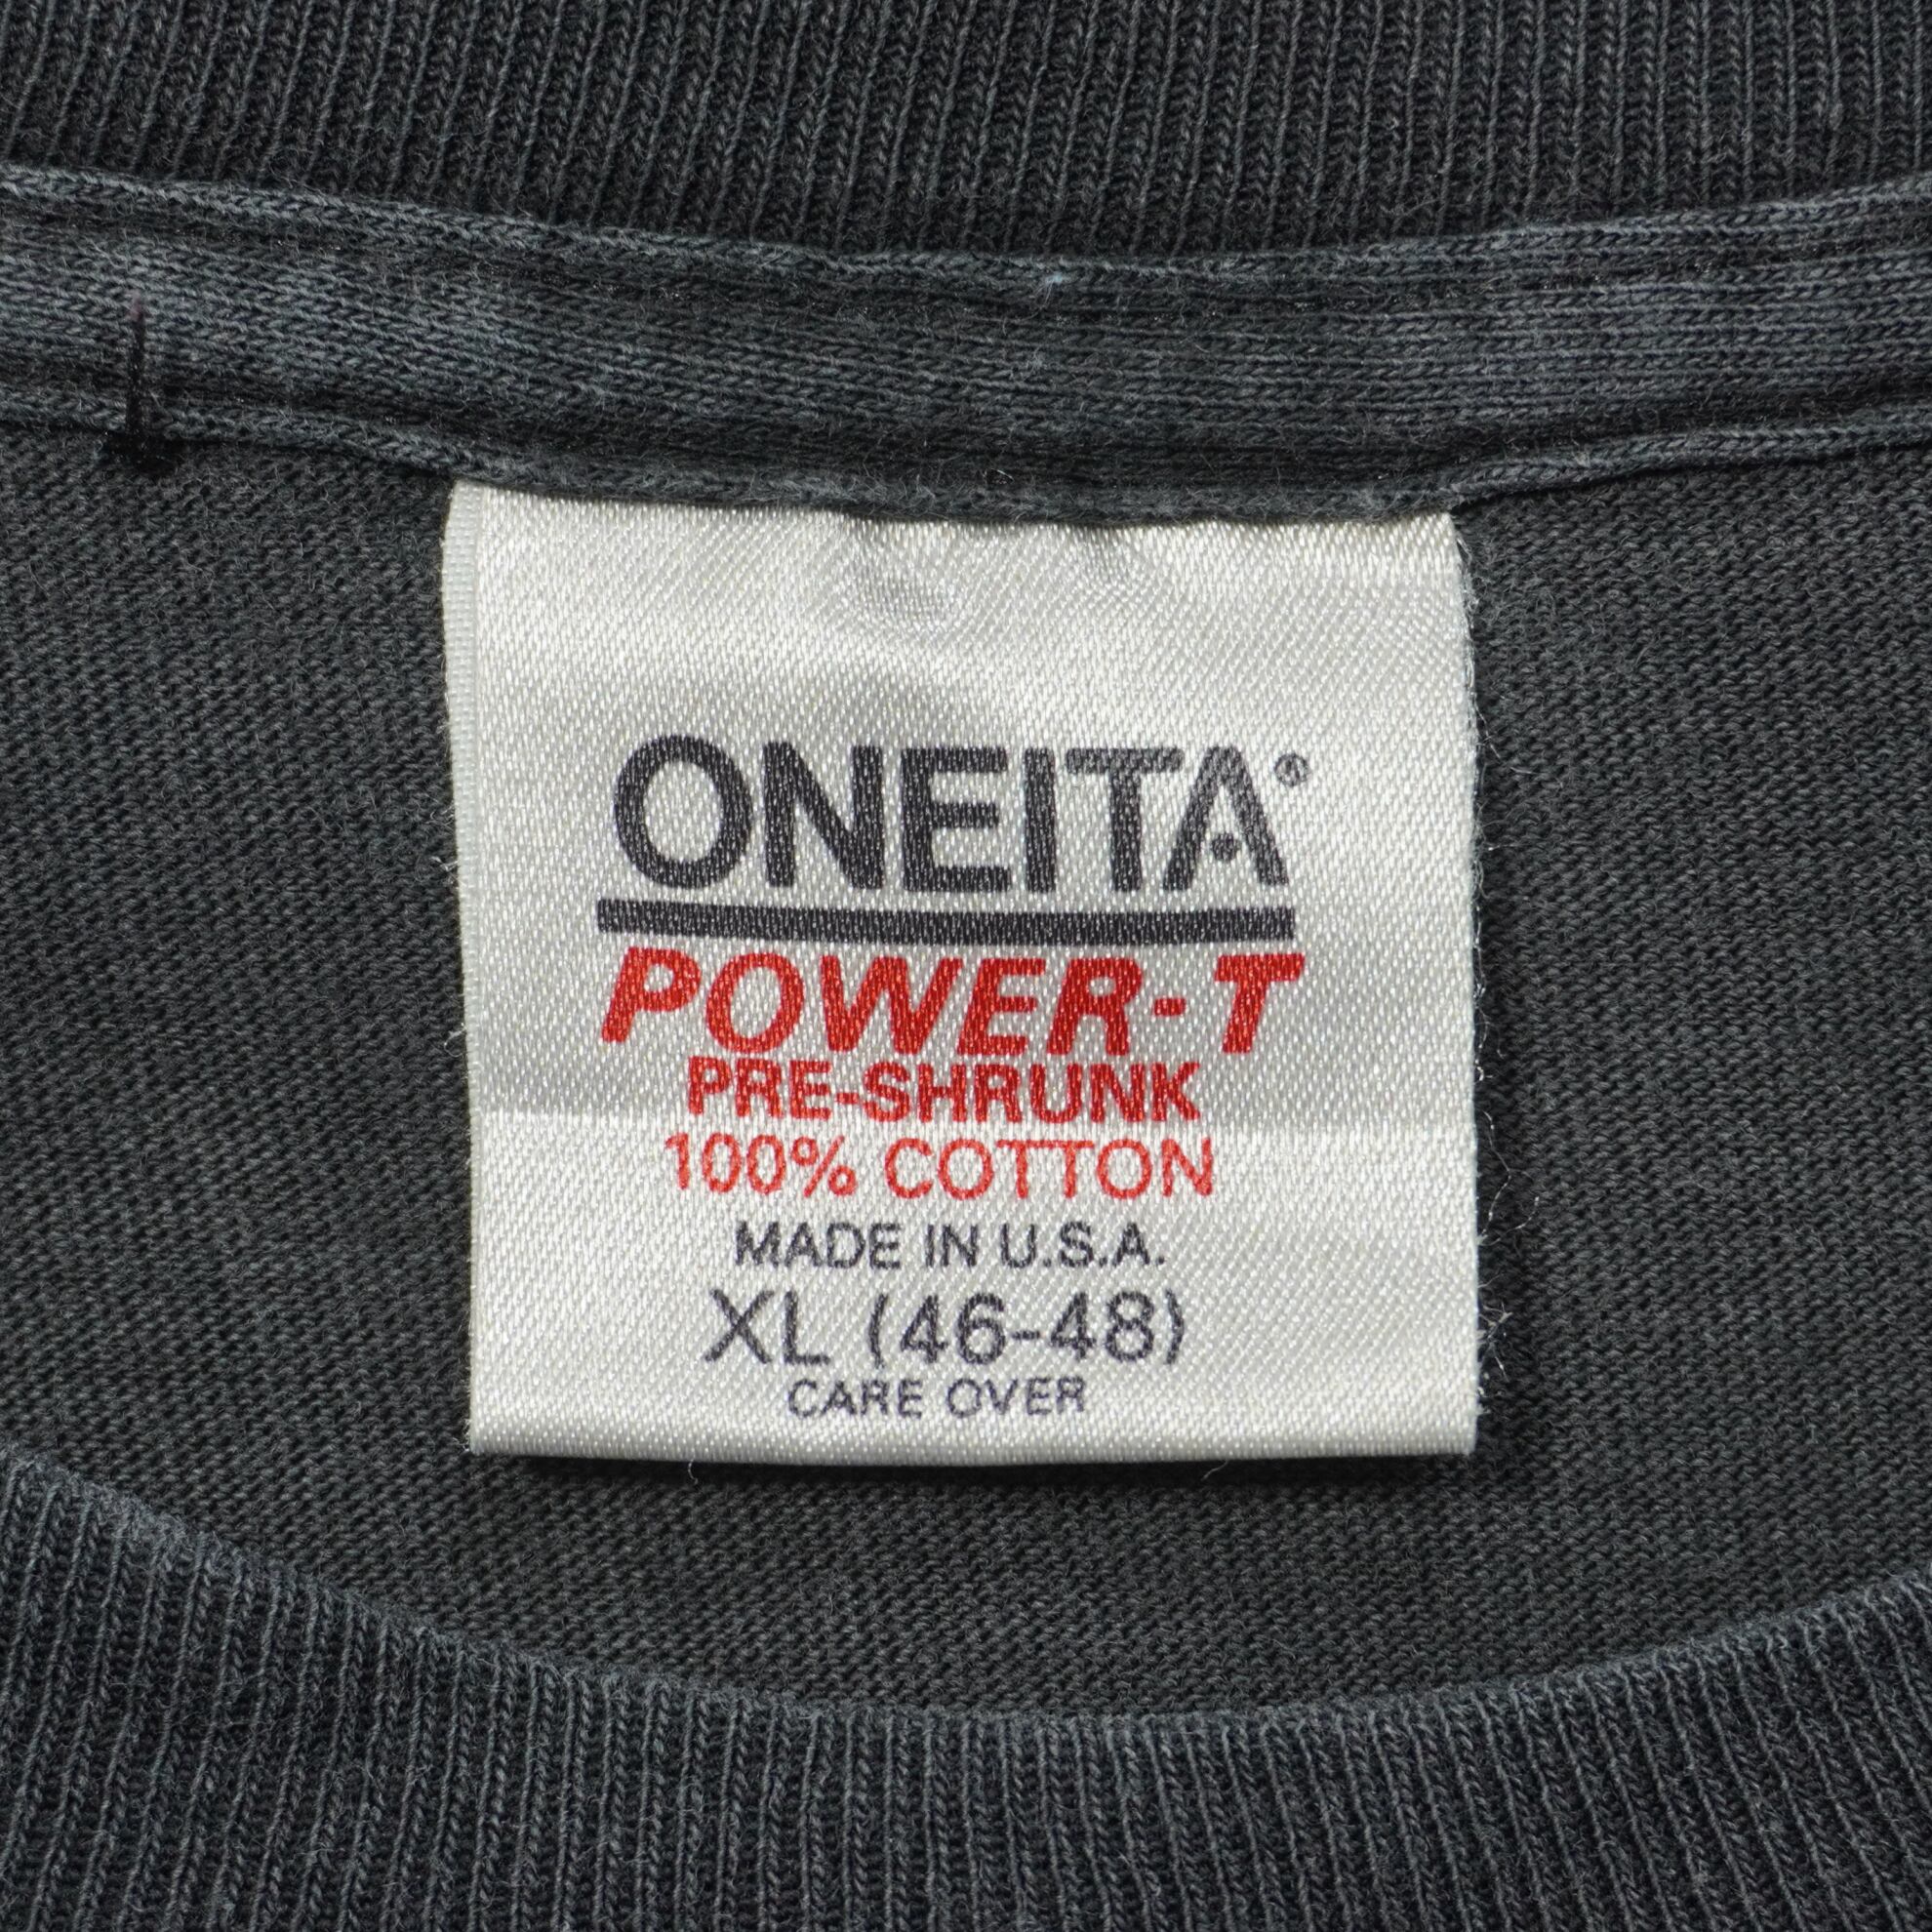 ONEITA®
POWER-T
PRE-SHRUNK
100% COTTON
MADE IN U.S.A.
XL (46-48)
CARE OVER